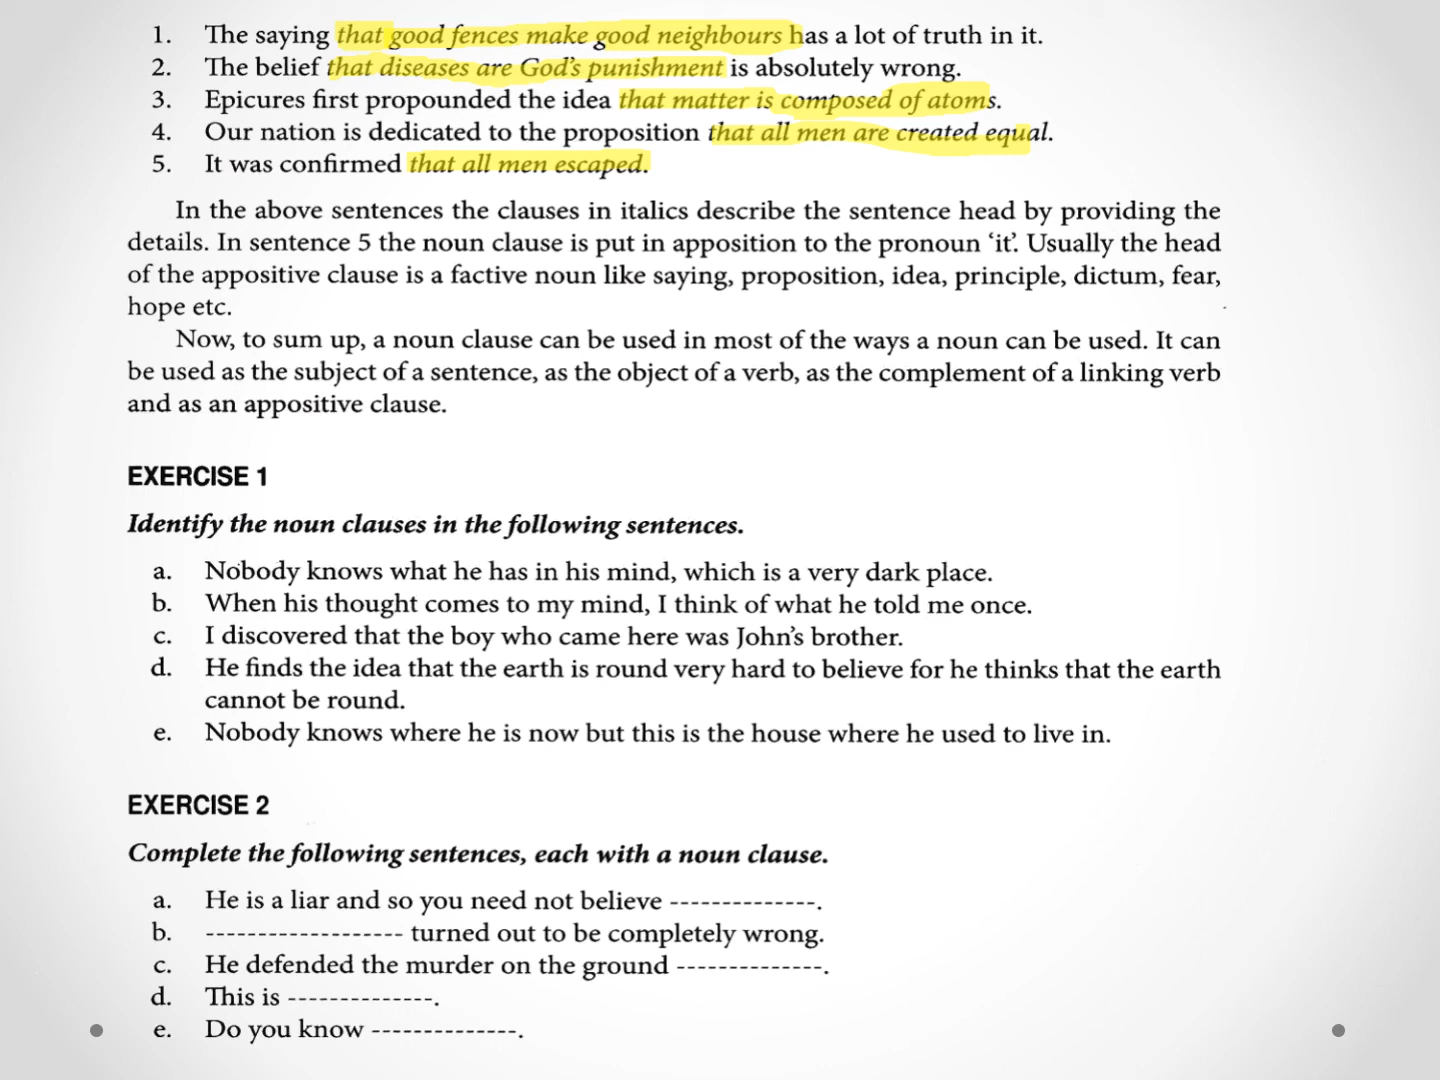 1. The saying that good fences make good neighbours has a lot of truth in it.
2. The belief that diseases are God's punishment is absolutely wrong.
3. Epicures first propounded the idea that matter is composed of atoms.
4. Our nation is dedicated to the proposition that all men are created equal.
5. It was confirmed that all men escaped.
In the above sentences the clauses in italics describe the sentence head by providing the
details. In sentence 5 the noun clause is put in apposition to the pronoun ‘it’. Usually the head
of the appositive clause is a factive noun like saying, proposition, idea, principle, dictum, fear,
hope etc.
Now, to sum up, a noun clause can be used in most of the ways a noun can be used. It can
be used as the subject of a sentence, as the object of a verb, as the complement of a linking verb
and as an appositive clause.
EXERCISE 1
Identify the noun clauses in the following sentences.
a. Nobody knows what he has in his mind, which is a very dark place.
b. When his thought comes to my mind, I think of what he told me once.
c. I discovered that the boy who came here was John's brother.
d. He finds the idea that the earth is round very hard to believe for he thinks that the earth
cannot be round.
e. Nobody knows where he is now but this is the house where he used to live in.
EXERCISE 2
Complete the following sentences, each with a noun clause.
a. He is a liar and so you need not believe --------------.
b. ------------------- turned out to be completely wrong.
c. He defended the murder on the ground --------------.
d. This is --------------.
e. Do you know --------------.